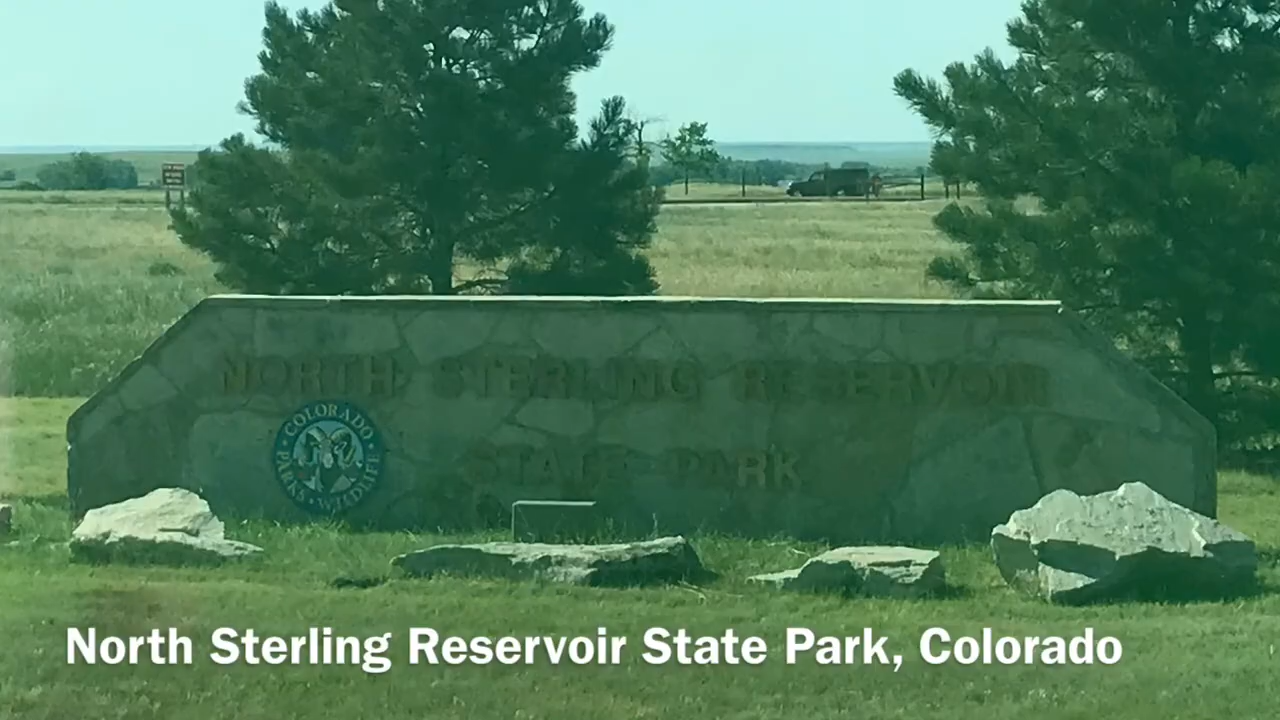 NORTH STERLING RESERVOIR
STATE PARK
COLORADO
PARKS WILDLIFE
North Sterling Reservoir State Park, Colorado